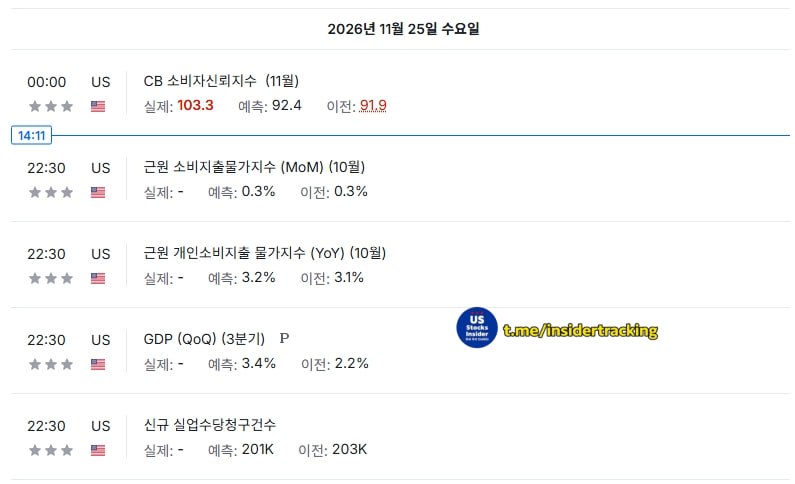 2026년 11월 25일 수요일
00:00 US CB 소비자신뢰지수 (11월)
실제: 103.3 예측: 92.4 이전: 91.9
14:11
22:30 US 근원 소비지출물가지수 (MoM) (10월)
실제: - 예측: 0.3% 이전: 0.3%
22:30 US 근원 개인소비지출 물가지수 (YoY) (10월)
실제: - 예측: 3.2% 이전: 3.1%
US Stocks Insider
t.me/insidertracking
22:30 US GDP (QoQ) (3분기) P
실제: - 예측: 3.4% 이전: 2.2%
22:30 US 신규 실업수당청구건수
실제: - 예측: 201K 이전: 203K